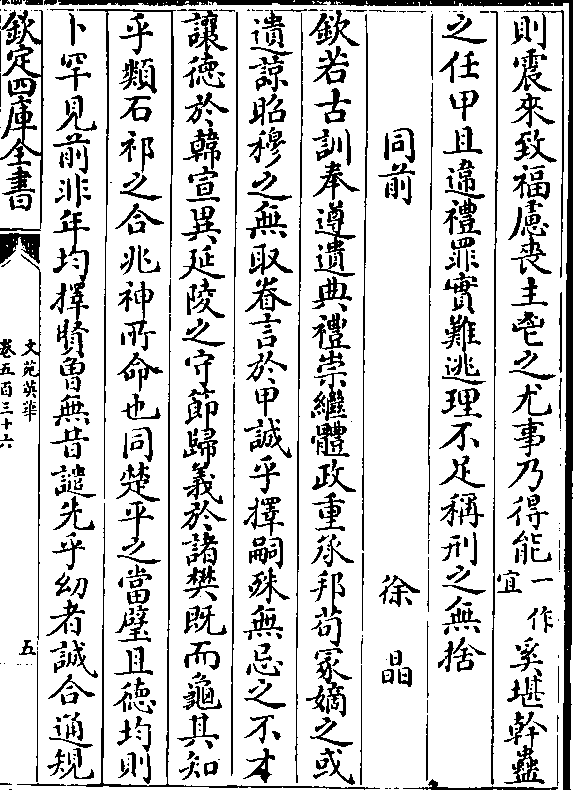 則震來致福慮喪主鬯之尤事乃得能一作宜奚堪幹蠱
之任甲且違禮罪實難逃理不足稱刑之無捨
同前　徐晶
欽若古訓奉遵遺典禮崇繼體政重承邦苟冢嫡之或
遺諒昭穆之無取眷言於甲誠乎擇嗣殊無忌之不才
讓德於韓宣異延陵之守節歸義於諸樊既而龜具知
乎類石祁之合兆神所命也同楚平之當璧且德均則
卜罕見前非年均擇賢曾無昔譴先乎幼者誠合通規
欽定四庫全書
文苑英華
卷五百三十六
五